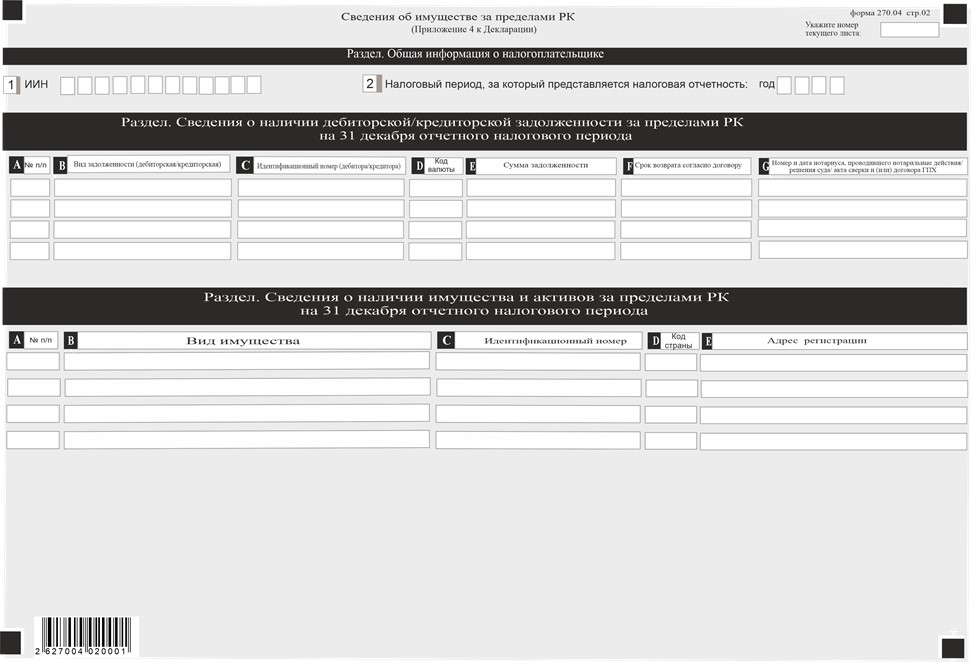 Сведения об имуществе за пределами РК
(Приложение 4 к Декларации)
форма 270.04 стр.02
Укажите номер
текущего листа:
Раздел. Общая информация о налогоплательщике
1 ИИН
2 Налоговый период, за который представляется налоговая отчетность: год
Раздел. Сведения о наличии дебиторской/кредиторской задолженности за пределами РК
на 31 декабря отчетного налогового периода
A № п/п
B Вид задолженности (дебиторская/кредиторская)
C Идентификационный номер (дебитора/кредитора)
D Код
валюты
E Сумма задолженности
F Срок возврата согласно договору
G Номер и дата нотариуса, проводившего нотариальные действия/
решения суда/ акта сверки и (или) договора ГПХ
Раздел. Сведения о наличии имущества и активов за пределами РК
на 31 декабря отчетного налогового периода
A № п/п
B Вид имущества
C Идентификационный номер
D Код
страны
E Адрес регистрации
2 627004 020001